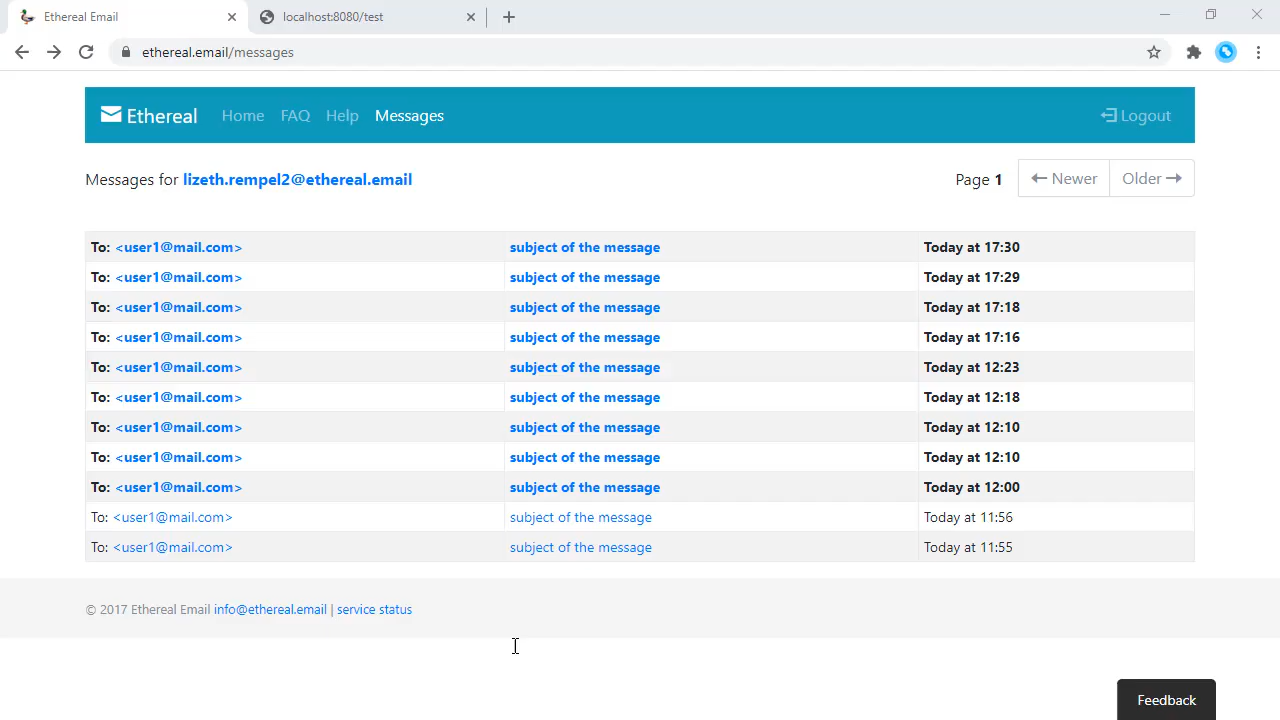 Ethereal Email
localhost:8080/test
ethereal.email/messages
Ethereal Home FAQ Help Messages Logout
Messages for lizeth.rempel2@ethereal.email Page 1 Newer Older
To: <user1@mail.com> subject of the message Today at 17:30
To: <user1@mail.com> subject of the message Today at 17:29
To: <user1@mail.com> subject of the message Today at 17:18
To: <user1@mail.com> subject of the message Today at 17:16
To: <user1@mail.com> subject of the message Today at 12:23
To: <user1@mail.com> subject of the message Today at 12:18
To: <user1@mail.com> subject of the message Today at 12:10
To: <user1@mail.com> subject of the message Today at 12:10
To: <user1@mail.com> subject of the message Today at 12:00
To: <user1@mail.com> subject of the message Today at 11:56
To: <user1@mail.com> subject of the message Today at 11:55
© 2017 Ethereal Email info@ethereal.email | service status
Feedback